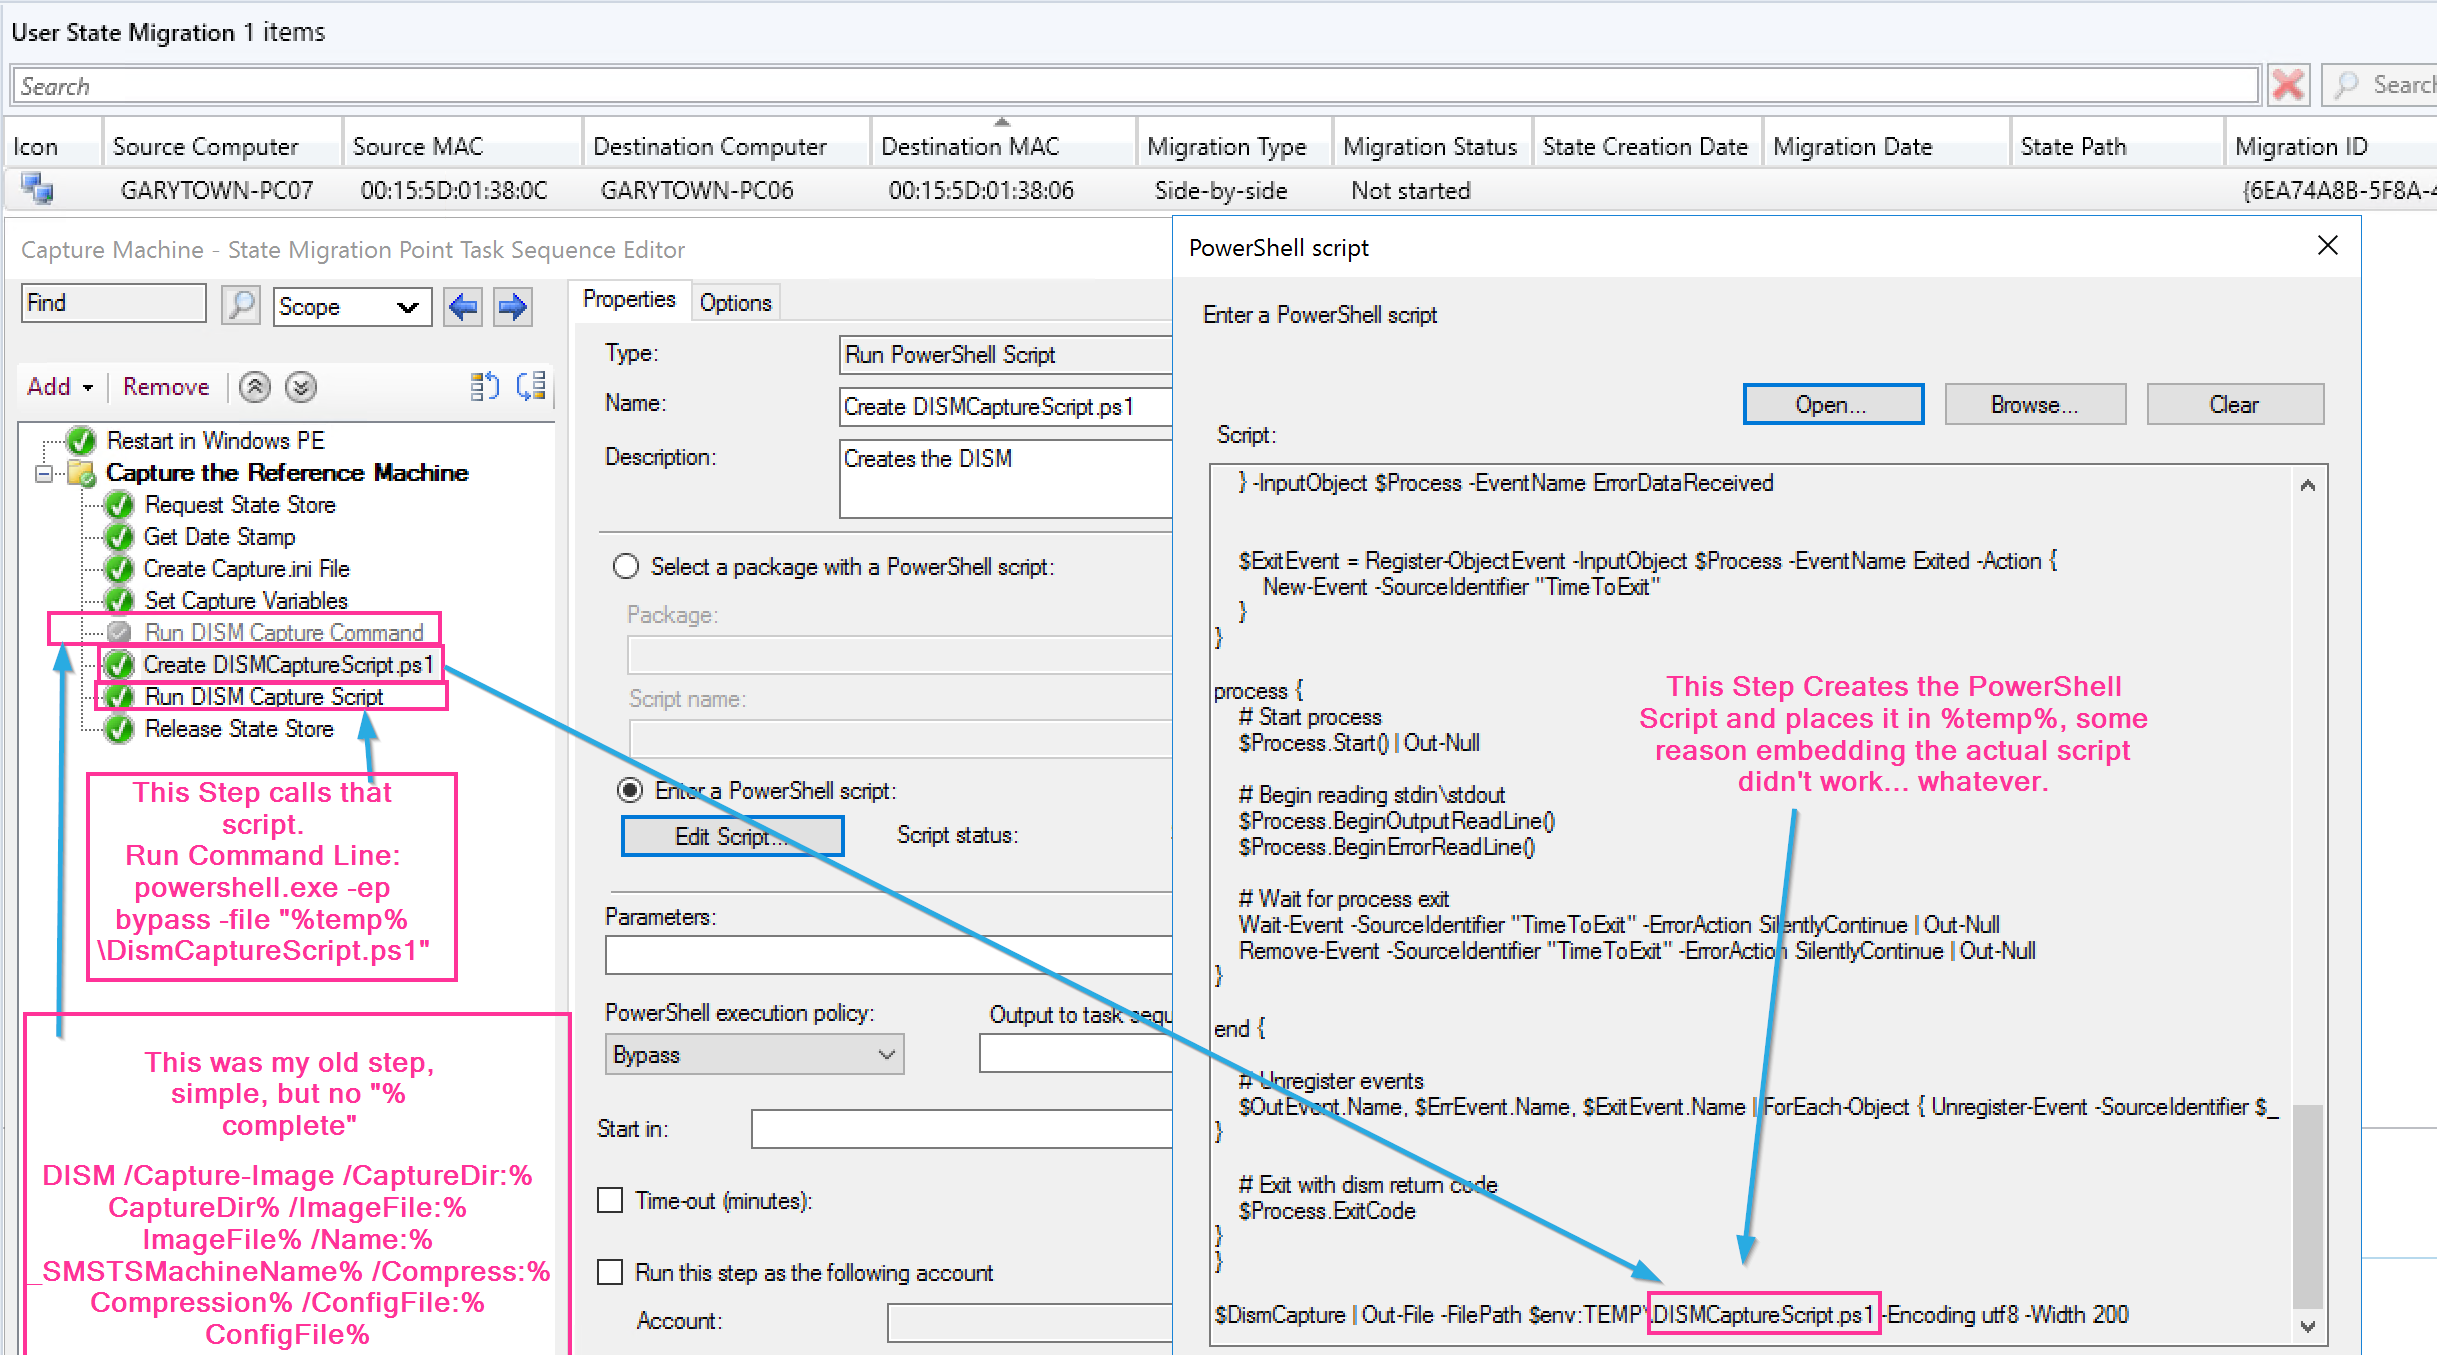 User State Migration 1 items
Search
Search
Icon
Source Computer
Source MAC
Destination Computer
Destination MAC
Migration Type
Migration Status
State Creation Date
Migration Date
State Path
Migration ID
GARYTOWN-PC07
00:15:5D:01:38:0C
GARYTOWN-PC06
00:15:5D:01:38:06
Side-by-side
Not started
{6EA74A8B-5F8A-4
Capture Machine - State Migration Point Task Sequence Editor
Find
Scope
Add
Remove
Restart in Windows PE
Capture the Reference Machine
Request State Store
Get Date Stamp
Create Capture.ini File
Set Capture Variables
Run DISM Capture Command
Create DISMCaptureScript.ps1
Run DISM Capture Script
Release State Store
This Step calls that
script.
Run Command Line:
powershell.exe -ep
bypass -file "%temp%
\DismCaptureScript.ps1"
This was my old step,
simple, but no "%
complete"
DISM /Capture-Image /CaptureDir:%
CaptureDir% /ImageFile:%
ImageFile% /Name:%
_SMSTSMachineName% /Compress:%
Compression% /ConfigFile:%
ConfigFile%
Properties
Options
Type:
Run PowerShell Script
Name:
Create DISMCaptureScript.ps1
Description:
Creates the DISM
Select a package with a PowerShell script:
Package:
Script name:
Enter a PowerShell script:
Edit Script...
Script status:
Parameters:
PowerShell execution policy:
Output to task sequ
Bypass
Start in:
Time-out (minutes):
Run this step as the following account
Account:
PowerShell script
Enter a PowerShell script
Open...
Browse...
Clear
Script:
} -InputObject $Process -EventName ErrorDataReceived
$ExitEvent = Register-ObjectEvent -InputObject $Process -EventName Exited -Action {
New-Event -SourceIdentifier "TimeToExit"
}
}
process {
# Start process
$Process.Start() | Out-Null
# Begin reading stdin\stdout
$Process.BeginOutputReadLine()
$Process.BeginErrorReadLine()
# Wait for process exit
Wait-Event -SourceIdentifier "TimeToExit" -ErrorAction SilentlyContinue | Out-Null
Remove-Event -SourceIdentifier "TimeToExit" -ErrorAction SilentlyContinue | Out-Null
}
end {
# Unregister events
$OutEvent.Name, $ErrEvent.Name, $ExitEvent.Name | ForEach-Object { Unregister-Event -SourceIdentifier $_
}
# Exit with dism return code
$Process.ExitCode
}
}
$DismCapture | Out-File -FilePath $env:TEMP\DISMCaptureScript.ps1 -Encoding utf8 -Width 200
This Step Creates the PowerShell
Script and places it in %temp%, some
reason embedding the actual script
didn't work... whatever.